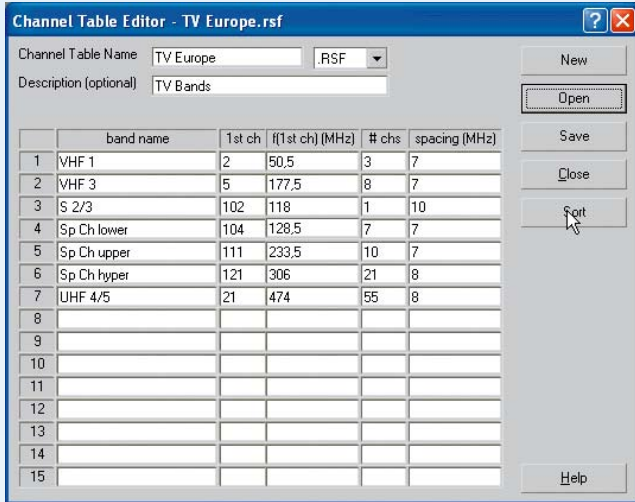 Channel Table Editor - TV Europe.rsf
Channel Table Name TV Europe .RSF New
Description (optional) TV Bands Open
band name 1st ch f(1st ch) (MHz) # chs spacing (MHz) Save
1 VHF 1 2 50,5 3 7
2 VHF 3 5 177,5 8 7 Close
3 S 2/3 102 118 1 10
4 Sp Ch lower 104 128,5 7 7 Sort
5 Sp Ch upper 111 233,5 10 7
6 Sp Ch hyper 121 306 21 8
7 UHF 4/5 21 474 55 8
8
9
10
11
12
13
14
15 Help